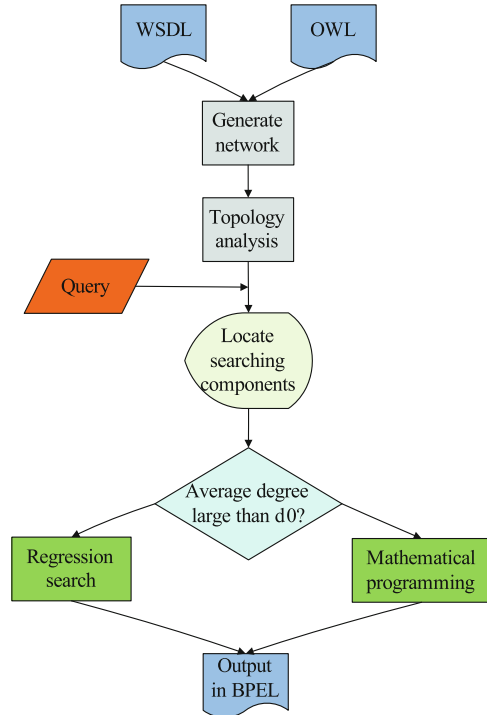 WSDL
OWL
Generate
network
Topology
analysis
Query
Locate
searching
components
Average degree
large than d0?
Regression
search
Mathematical
programming
Output
in BPEL